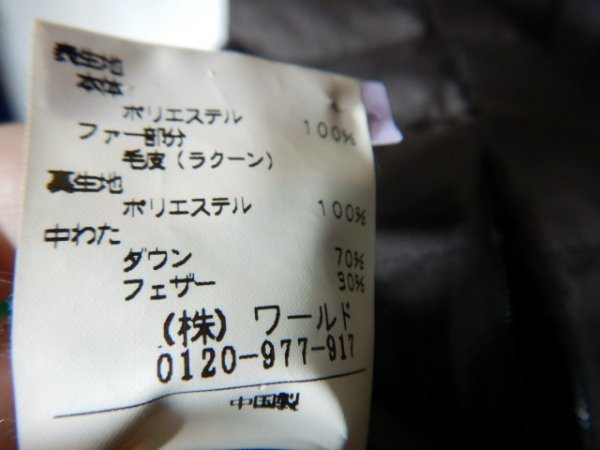 表生地
本体
ポリエステル 100%
ファー部分
毛皮(ラクーン)
裏生地
ポリエステル 100%
中わた
ダウン 70%
フェザー 30%
(株) ワールド
0120-977-917
中国製